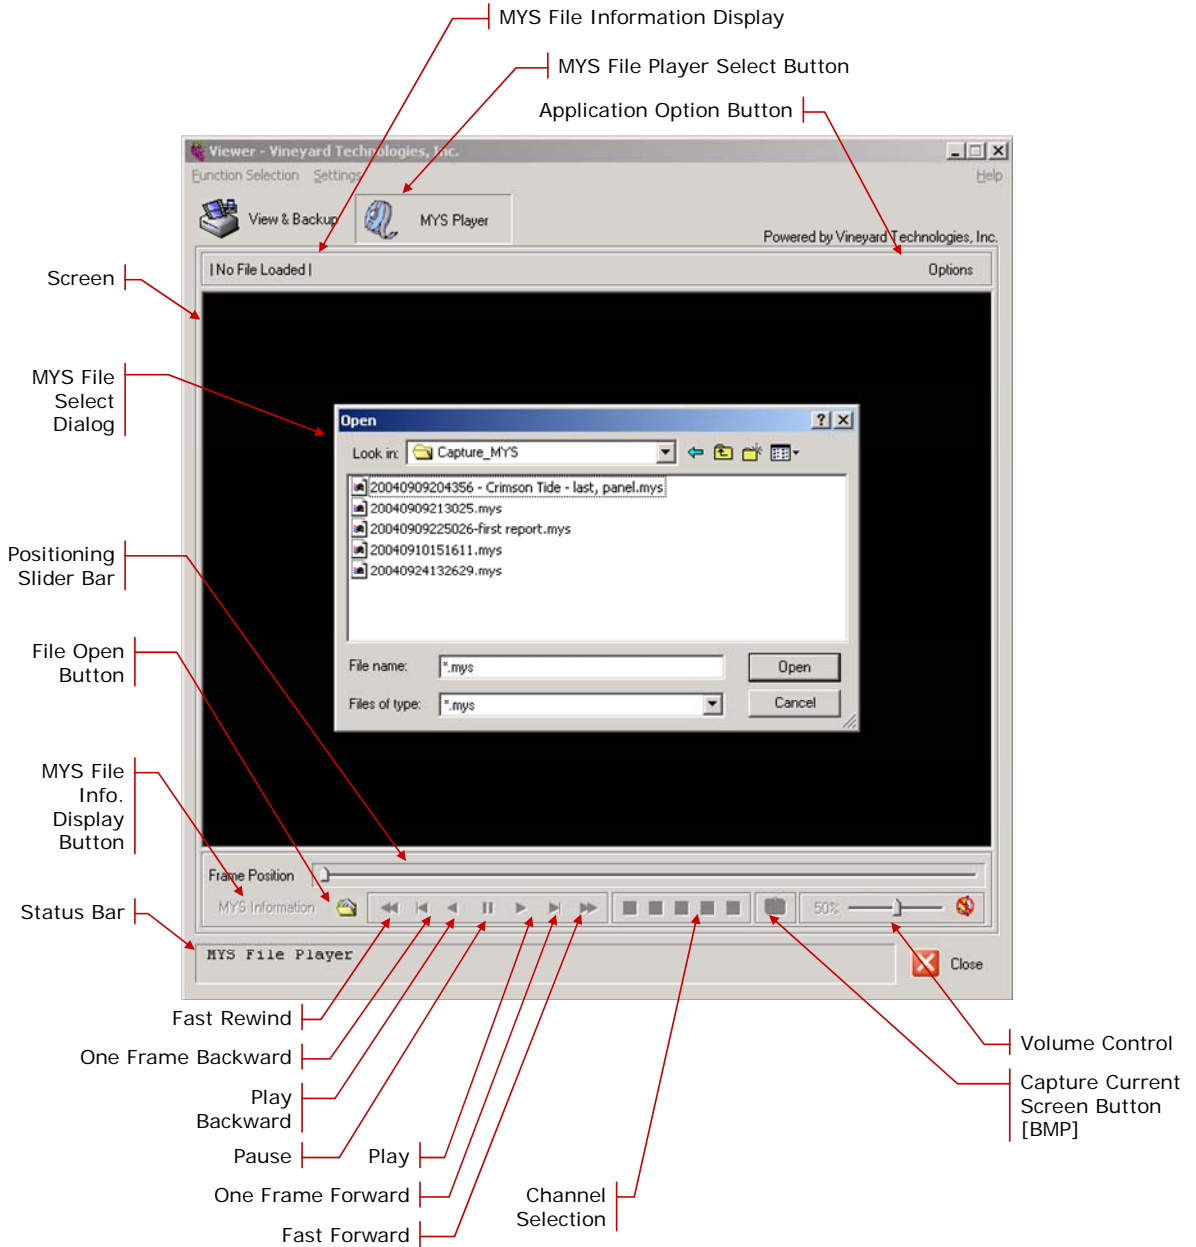 MYS File Information Display
MYS File Player Select Button
Application Option Button
Viewer - Vineyard Technologies, Inc.
Function Selection Settings Help
View & Backup MYS Player
Powered by Vineyard Technologies, Inc.
| No File Loaded | Options
Screen
MYS File
Select
Dialog
Open
Look in: Capture_MYS
20040909204356 - Crimson Tide - last, panel.mys
20040909213025.mys
20040909225026-first report.mys
20040910151611.mys
20040924132629.mys
Positioning
Slider Bar
File Open
Button
File name: *.mys Open
Files of type: *.mys Cancel
MYS File
Info.
Display
Button
Frame Position
MYS Information 50%
Status Bar
MYS File Player
Close
Fast Rewind
One Frame Backward
Play
Backward
Pause
Play
One Frame Forward
Fast Forward
Channel
Selection
Volume Control
Capture Current
Screen Button
[BMP]